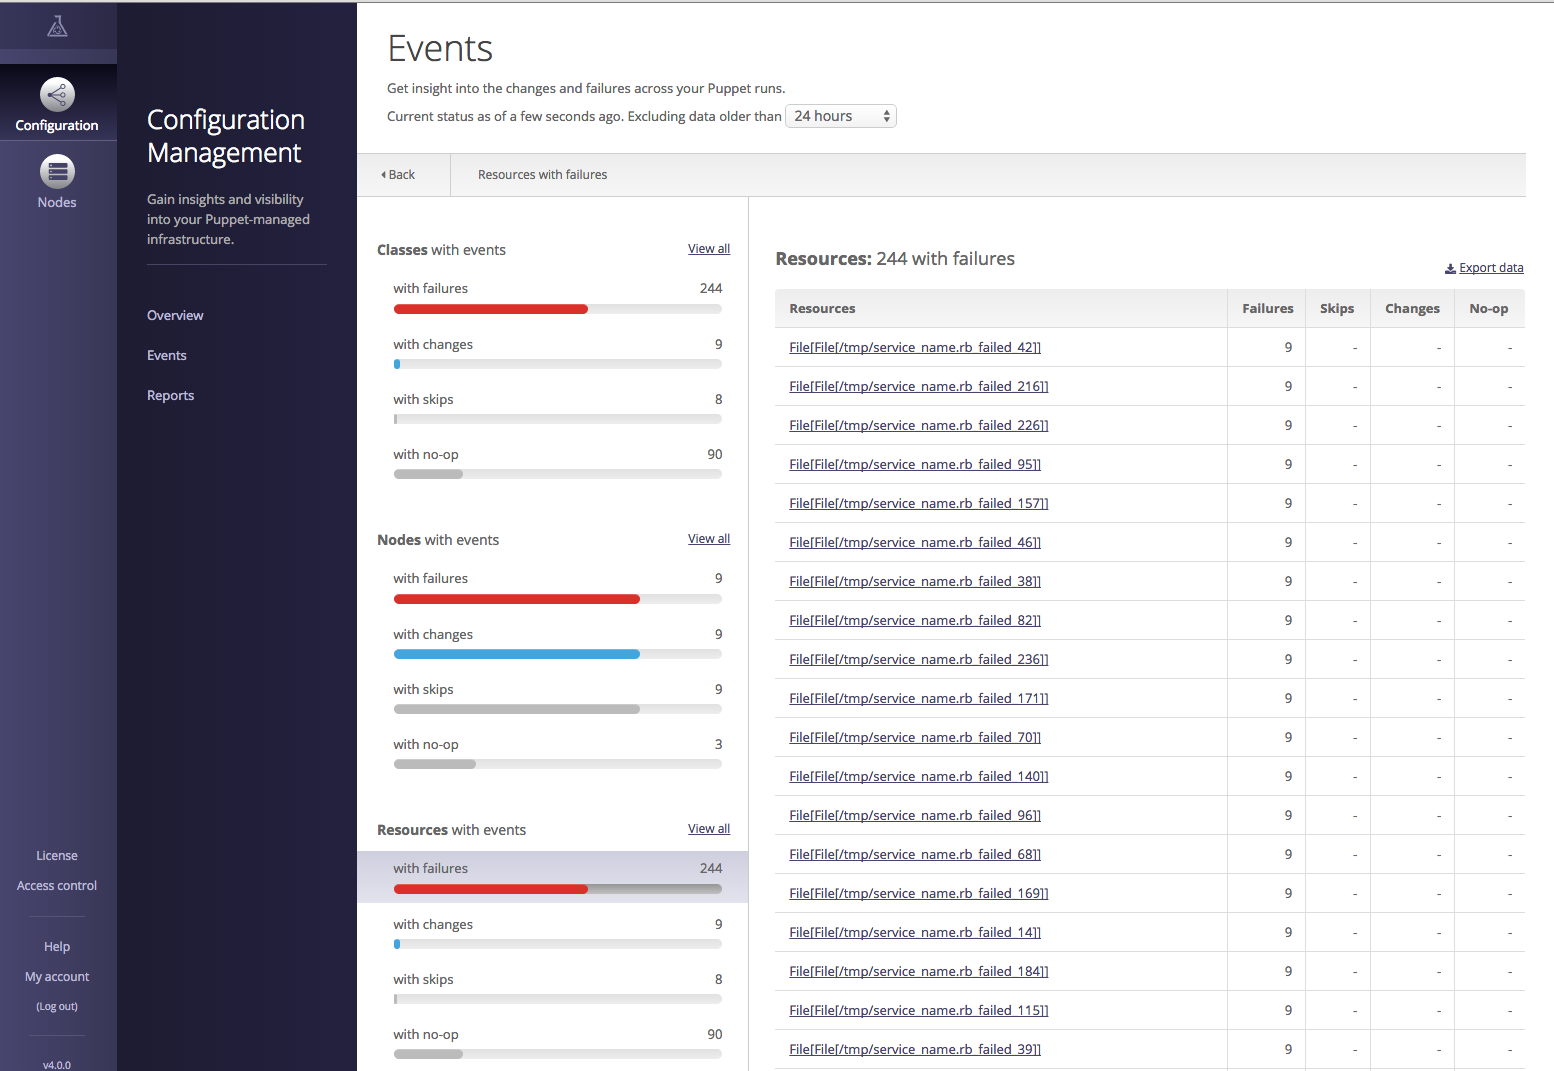 Configuration
Nodes
License
Access control
Help
My account
(Log out)
v4.0.0
Configuration
Management
Gain insights and visibility
into your Puppet-managed
infrastructure.
Overview
Events
Reports
Events
Get insight into the changes and failures across your Puppet runs.
Current status as of a few seconds ago. Excluding data older than 24 hours
Back Resources with failures
Classes with events View all
with failures 244
with changes 9
with skips 8
with no-op 90
Nodes with events View all
with failures 9
with changes 9
with skips 9
with no-op 3
Resources with events View all
with failures 244
with changes 9
with skips 8
with no-op 90
Resources: 244 with failures
Export data
Resources Failures Skips Changes No-op
File[File[/tmp/service_name.rb_failed_42]] 9 - - -
File[File[/tmp/service_name.rb_failed_216]] 9 - - -
File[File[/tmp/service_name.rb_failed_226]] 9 - - -
File[File[/tmp/service_name.rb_failed_95]] 9 - - -
File[File[/tmp/service_name.rb_failed_157]] 9 - - -
File[File[/tmp/service_name.rb_failed_46]] 9 - - -
File[File[/tmp/service_name.rb_failed_38]] 9 - - -
File[File[/tmp/service_name.rb_failed_82]] 9 - - -
File[File[/tmp/service_name.rb_failed_236]] 9 - - -
File[File[/tmp/service_name.rb_failed_171]] 9 - - -
File[File[/tmp/service_name.rb_failed_70]] 9 - - -
File[File[/tmp/service_name.rb_failed_140]] 9 - - -
File[File[/tmp/service_name.rb_failed_96]] 9 - - -
File[File[/tmp/service_name.rb_failed_68]] 9 - - -
File[File[/tmp/service_name.rb_failed_169]] 9 - - -
File[File[/tmp/service_name.rb_failed_14]] 9 - - -
File[File[/tmp/service_name.rb_failed_184]] 9 - - -
File[File[/tmp/service_name.rb_failed_115]] 9 - - -
File[File[/tmp/service_name.rb_failed_39]] 9 - - -